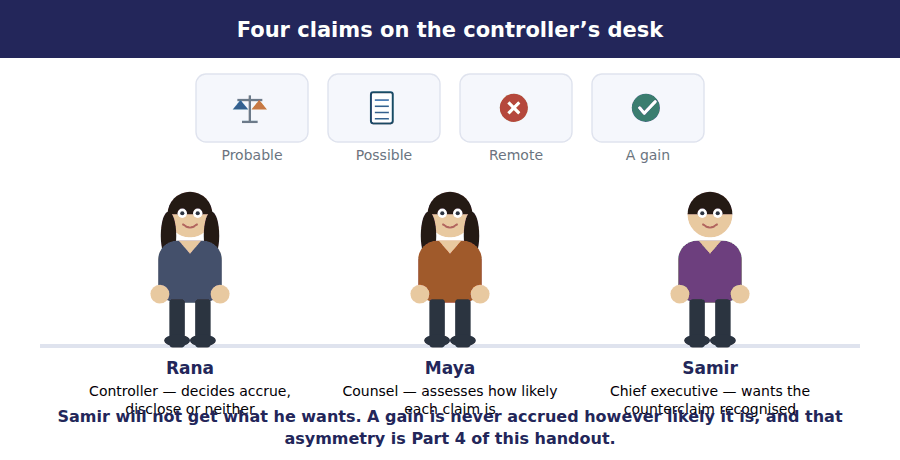 Four claims on the controller’s desk
Probable
Possible
Remote
A gain
Rana
Maya
Samir
Controller — decides accrue,
disclose or neither
Counsel — assesses how likely
each claim is
Chief executive — wants the
counterclaim recognised
Samir will not get what he wants. A gain is never accrued however likely it is, and that
asymmetry is Part 4 of this handout.